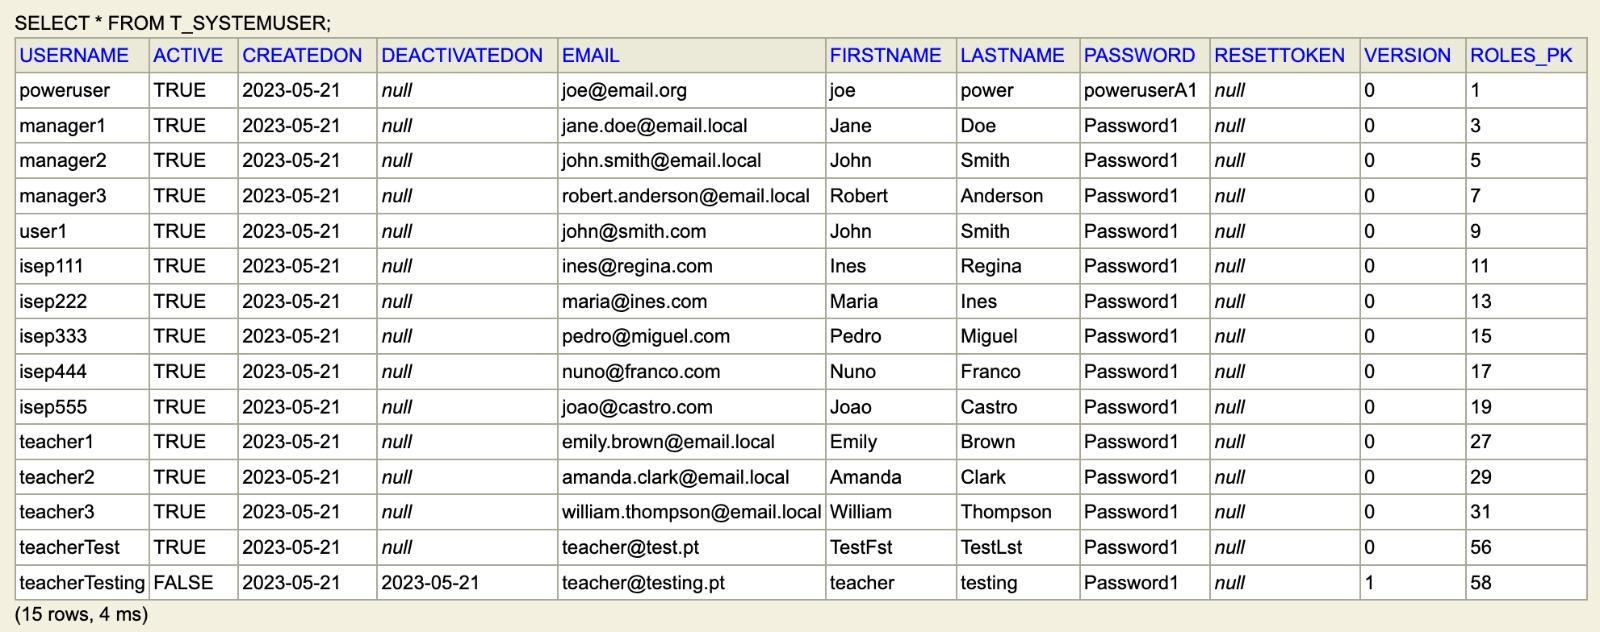 SELECT * FROM T_SYSTEMUSER;
USERNAME ACTIVE CREATEDON DEACTIVATEDON EMAIL FIRSTNAME LASTNAME PASSWORD RESETTOKEN VERSION ROLES_PK
poweruser TRUE 2023-05-21 null joe@email.org joe power poweruserA1 null 0 1
manager1 TRUE 2023-05-21 null jane.doe@email.local Jane Doe Password1 null 0 3
manager2 TRUE 2023-05-21 null john.smith@email.local John Smith Password1 null 0 5
manager3 TRUE 2023-05-21 null robert.anderson@email.local Robert Anderson Password1 null 0 7
user1 TRUE 2023-05-21 null john@smith.com John Smith Password1 null 0 9
isep111 TRUE 2023-05-21 null ines@regina.com Ines Regina Password1 null 0 11
isep222 TRUE 2023-05-21 null maria@ines.com Maria Ines Password1 null 0 13
isep333 TRUE 2023-05-21 null pedro@miguel.com Pedro Miguel Password1 null 0 15
isep444 TRUE 2023-05-21 null nuno@franco.com Nuno Franco Password1 null 0 17
isep555 TRUE 2023-05-21 null joao@castro.com Joao Castro Password1 null 0 19
teacher1 TRUE 2023-05-21 null emily.brown@email.local Emily Brown Password1 null 0 27
teacher2 TRUE 2023-05-21 null amanda.clark@email.local Amanda Clark Password1 null 0 29
teacher3 TRUE 2023-05-21 null william.thompson@email.local William Thompson Password1 null 0 31
teacherTest TRUE 2023-05-21 null teacher@test.pt TestFst TestLst Password1 null 0 56
teacherTesting FALSE 2023-05-21 2023-05-21 teacher@testing.pt teacher testing Password1 null 1 58
(15 rows, 4 ms)